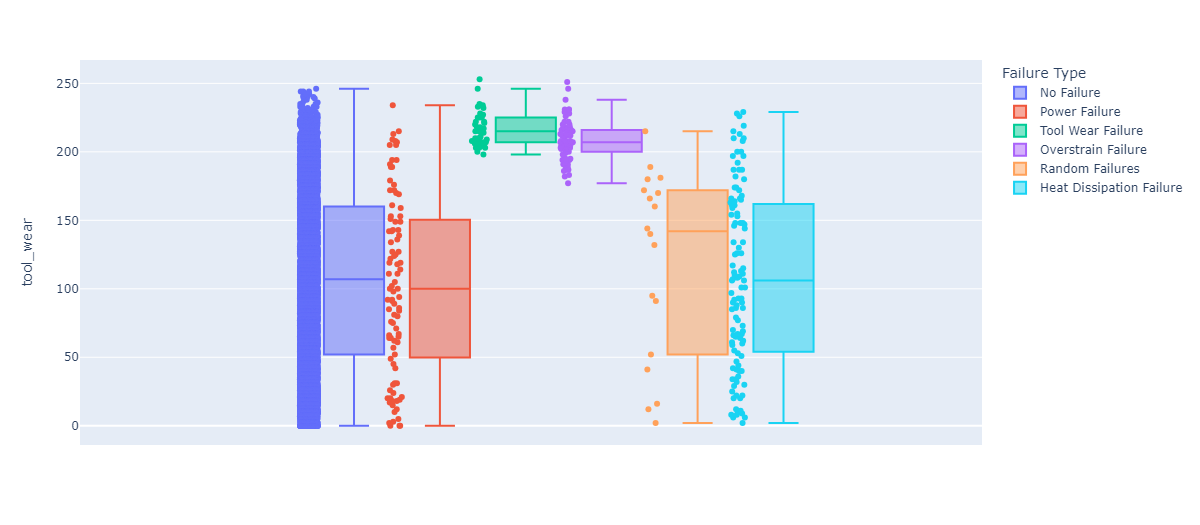 Failure Type
No Failure
Power Failure
Tool Wear Failure
Overstrain Failure
Random Failures
Heat Dissipation Failure
250
200
150
100
50
0
tool_wear